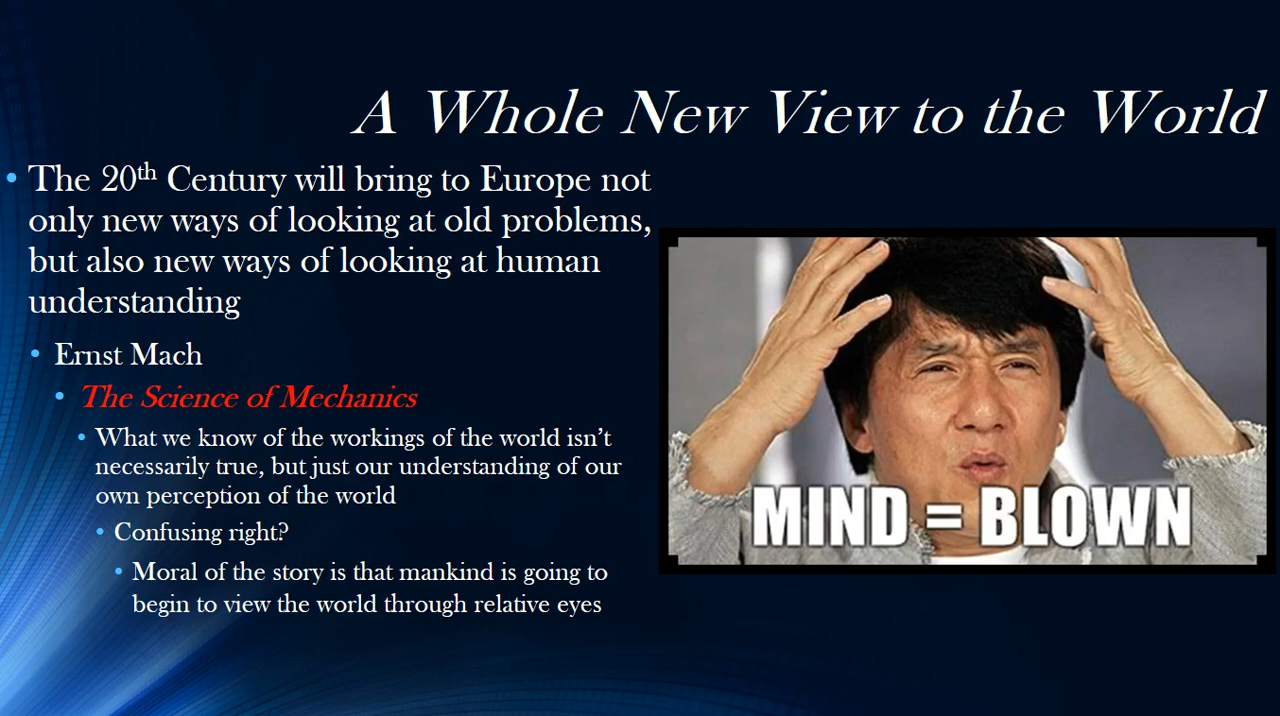 A Whole New View to the World
• The 20th Century will bring to Europe not
only new ways of looking at old problems,
but also new ways of looking at human
understanding
• Ernst Mach
• The Science of Mechanics
• What we know of the workings of the world isn't
necessarily true, but just our understanding of our
own perception of the world
• Confusing right?
• Moral of the story is that mankind is going to
begin to view the world through relative eyes
MIND = BLOWN